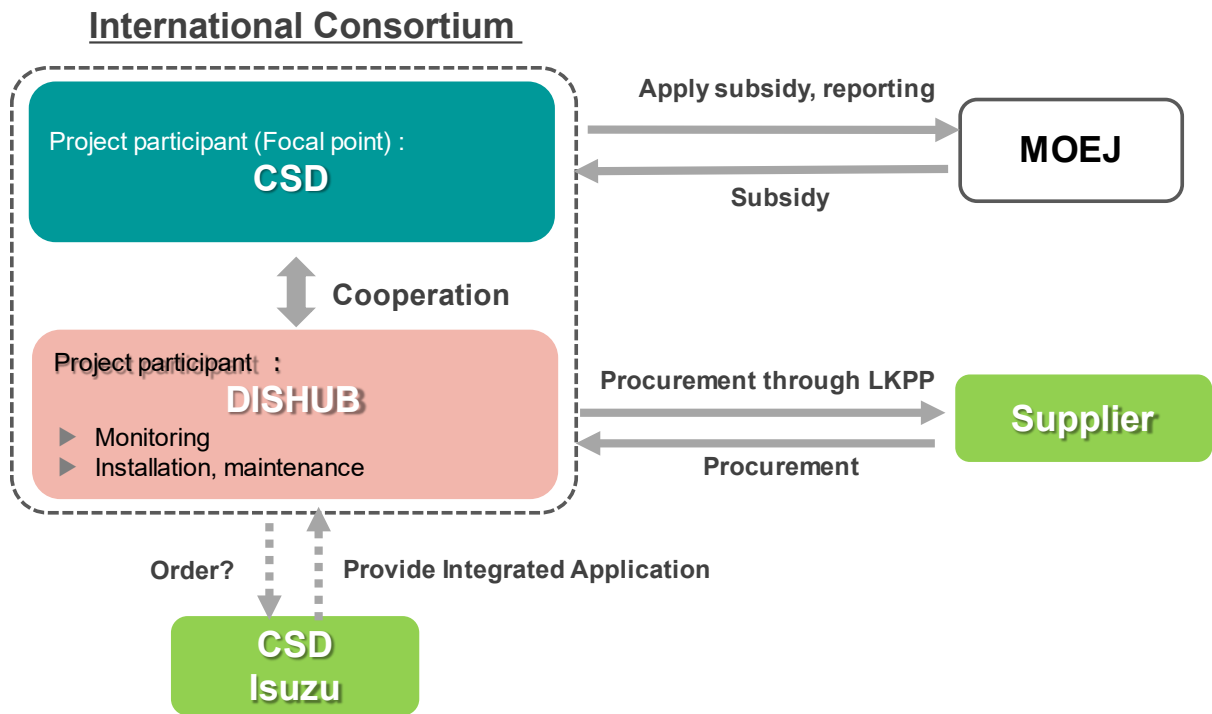 International Consortium
Project participant (Focal point) :
CSD
Apply subsidy, reporting
MOEJ
Subsidy
Cooperation
Project participant :
DISHUB
▶ Monitoring
▶ Installation, maintenance
Procurement through LKPP
Supplier
Procurement
Order?
Provide Integrated Application
CSD
Isuzu